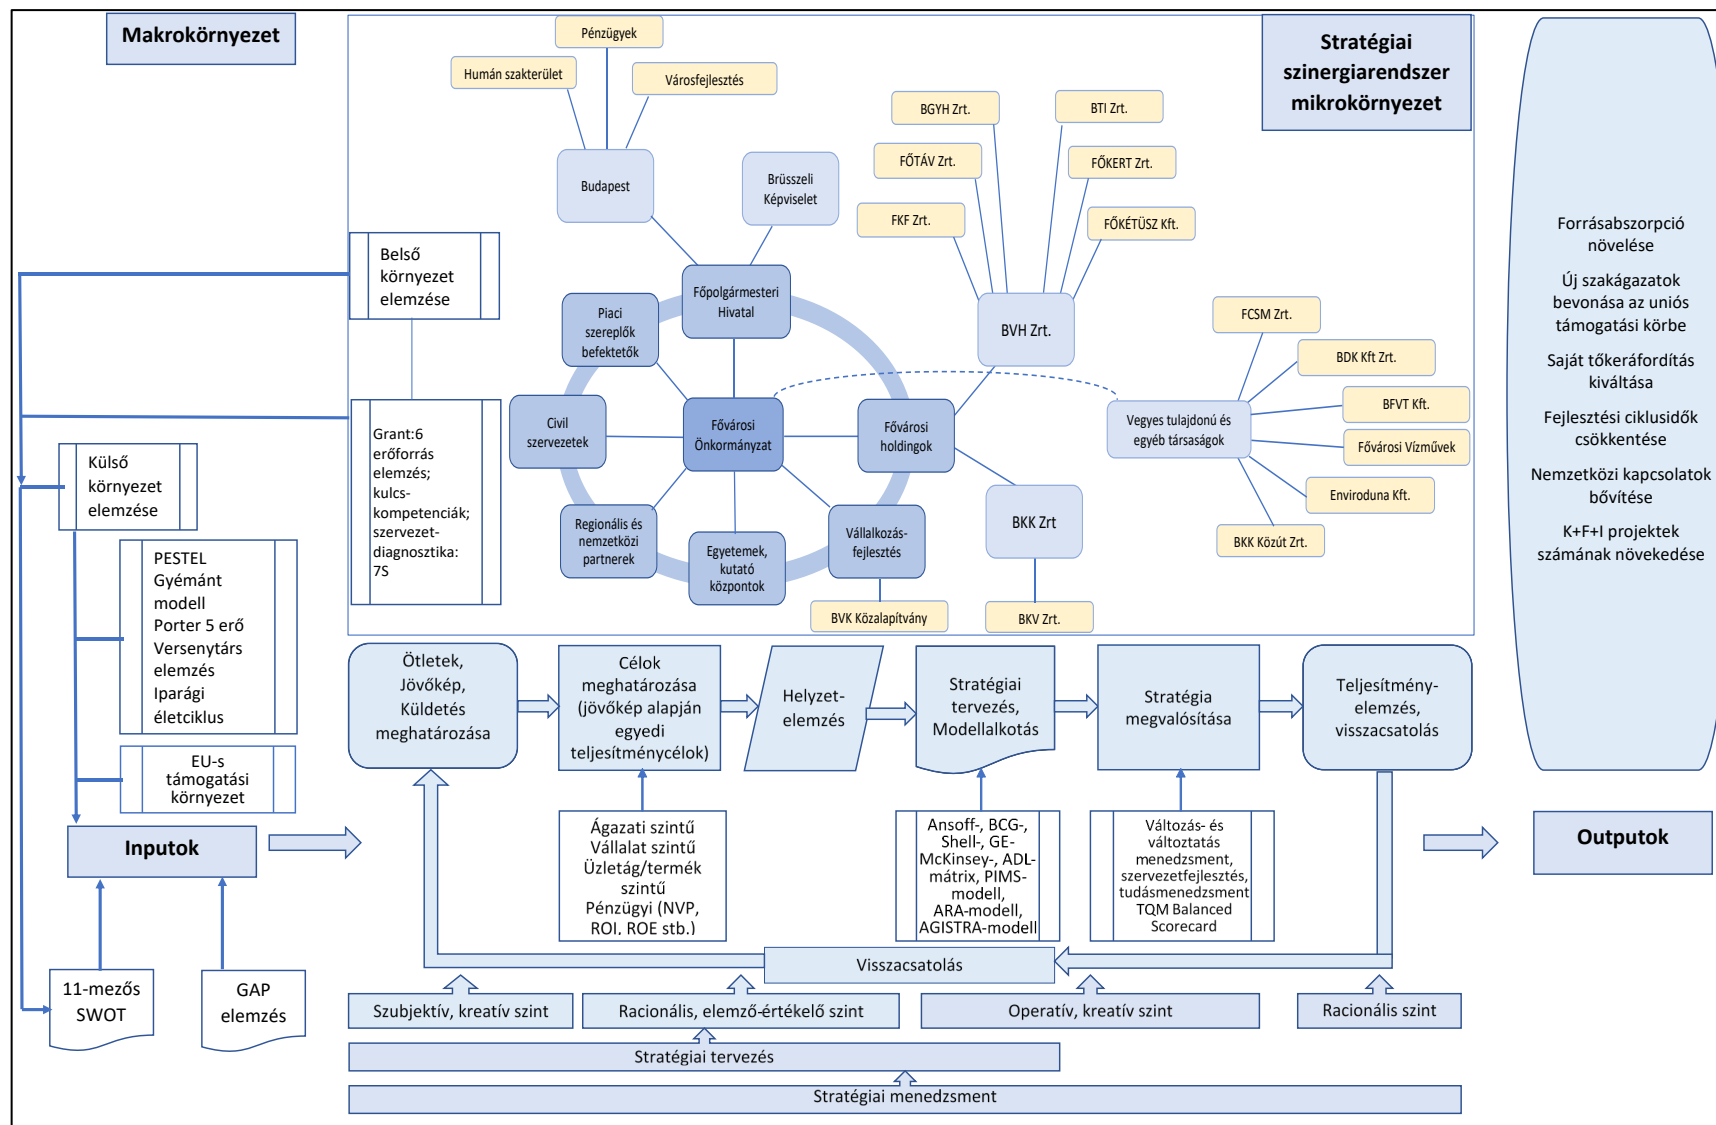 Makrokörnyezet
Stratégiai
szinergiarendszer
mikrokörnyezet
Pénzügyek
Humán szakterület
Városfejlesztés
Budapest
Brüsszeli
Képviselet
BGYH Zrt.
BTI Zrt.
FŐTÁV Zrt.
FŐKERT Zrt.
FKF Zrt.
FŐKÉTÜSZ Kft.
BVH Zrt.
Főpolgármesteri
Hivatal
Piaci
szereplők
befektetők
Civil
szervezetek
Fővárosi
Önkormányzat
Fővárosi
holdingok
Regionális és
nemzetközi
partnerek
Egyetemek,
kutató
központok
Vállalkozás-
fejlesztés
BVK Közalapítvány
BKK Zrt
BKV Zrt.
Vegyes tulajdonú és
egyéb társaságok
FCSM Zrt.
BDK Kft Zrt.
BFVT Kft.
Fővárosi Vízművek
Enviroduna Kft.
BKK Közút Zrt.
Belső
környezet
elemzése
Grant:6
erőforrás
elemzés;
kulcs-
kompetenciák;
szervezet-
diagnosztika:
7S
Külső
környezet
elemzése
PESTEL
Gyémánt
modell
Porter 5 erő
Versenytárs
elemzés
Iparági
életciklus
EU-s
támogatási
környezet
Inputok
11-mezős
SWOT
GAP
elemzés
Ötletek,
Jövőkép,
Küldetés
meghatározása
Célok
meghatározása
(jövőkép alapján
egyedi
teljesítménycélok)
Helyzet-
elemzés
Stratégiai
tervezés,
Modellalkotás
Stratégia
megvalósítása
Teljesítmény-
elemzés,
visszacsatolás
Ágazati szintű
Vállalat szintű
Üzletág/termék
szintű
Pénzügyi (NVP,
ROI, ROE stb.)
Ansoff-, BCG-,
Shell-, GE-
McKinsey-, ADL-
mátrix, PIMS-
modell,
ARA-modell,
AGISTRA-modell
Változás- és
változtatás
menedzsment,
szervezetfejlesztés,
tudásmenedzsment
TQM Balanced
Scorecard
Visszacsatolás
Szubjektív, kreatív szint
Racionális, elemző-értékelő szint
Operatív, kreatív szint
Racionális szint
Stratégiai tervezés
Stratégiai menedzsment
Forrásabszorpció
növelése
Új szakágazatok
bevonása az uniós
támogatási körbe
Saját tőkeráfordítás
kiváltása
Fejlesztési ciklusidők
csökkentése
Nemzetközi kapcsolatok
bővítése
K+F+I projektek
számának növekedése
Outputok